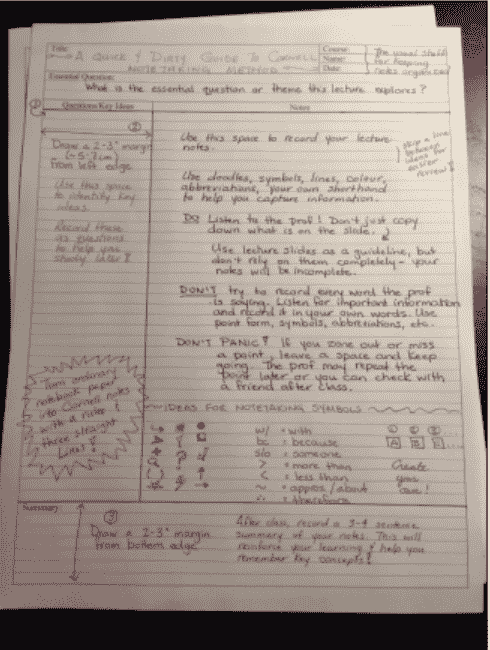 Title:
A QUICK & DIRTY GUIDE TO CORNELL
NOTETAKING METHOD
Course:
Name:
Date:
The usual stuff
for keeping
notes organized
Essential Question:
What is the essential question or theme this lecture explores?
Questions/Key Ideas
Notes
①
②
Draw a 2-3" margin
(~5-7cm)
from left edge
Use this space
to identify key
ideas.
Record these
as questions
to help you
study later!
Use this space to record your lecture
notes.
skip a line
between
ideas for
easier
review!
Use doodles, symbols, lines, colour,
abbreviations, your own shorthand
to help you capture information.
DO Listen to the prof! Don't just copy
down what is on the slide.
Use lecture slides as a guideline, but
don't rely on them completely - your
notes will be incomplete.
DON'T try to record every word the prof
is saying. Listen for important information
and record it in your own words. Use
point form, symbols, abbreviations, etc.
DON'T PANIC! If you zone out or miss
a point, leave a space and keep
going. The prof may repeat the
point later or you can check with
a friend after class.
Turn ordinary
notebook paper
into Cornell notes
with a ruler &
three straight
lines!
IDEAS FOR NOTETAKING SYMBOLS
w/ = with
bc = because
s/o = someone
> = more than
< = less than
~ = approx/about
∴ = therefore
① ② ③
A B C ...
Create
your
own!
Summary
③
Draw a 2-3" margin
from bottom edge
After class, record a 3-4 sentence
summary of your notes. This will
reinforce your learning & help you
remember key concepts!